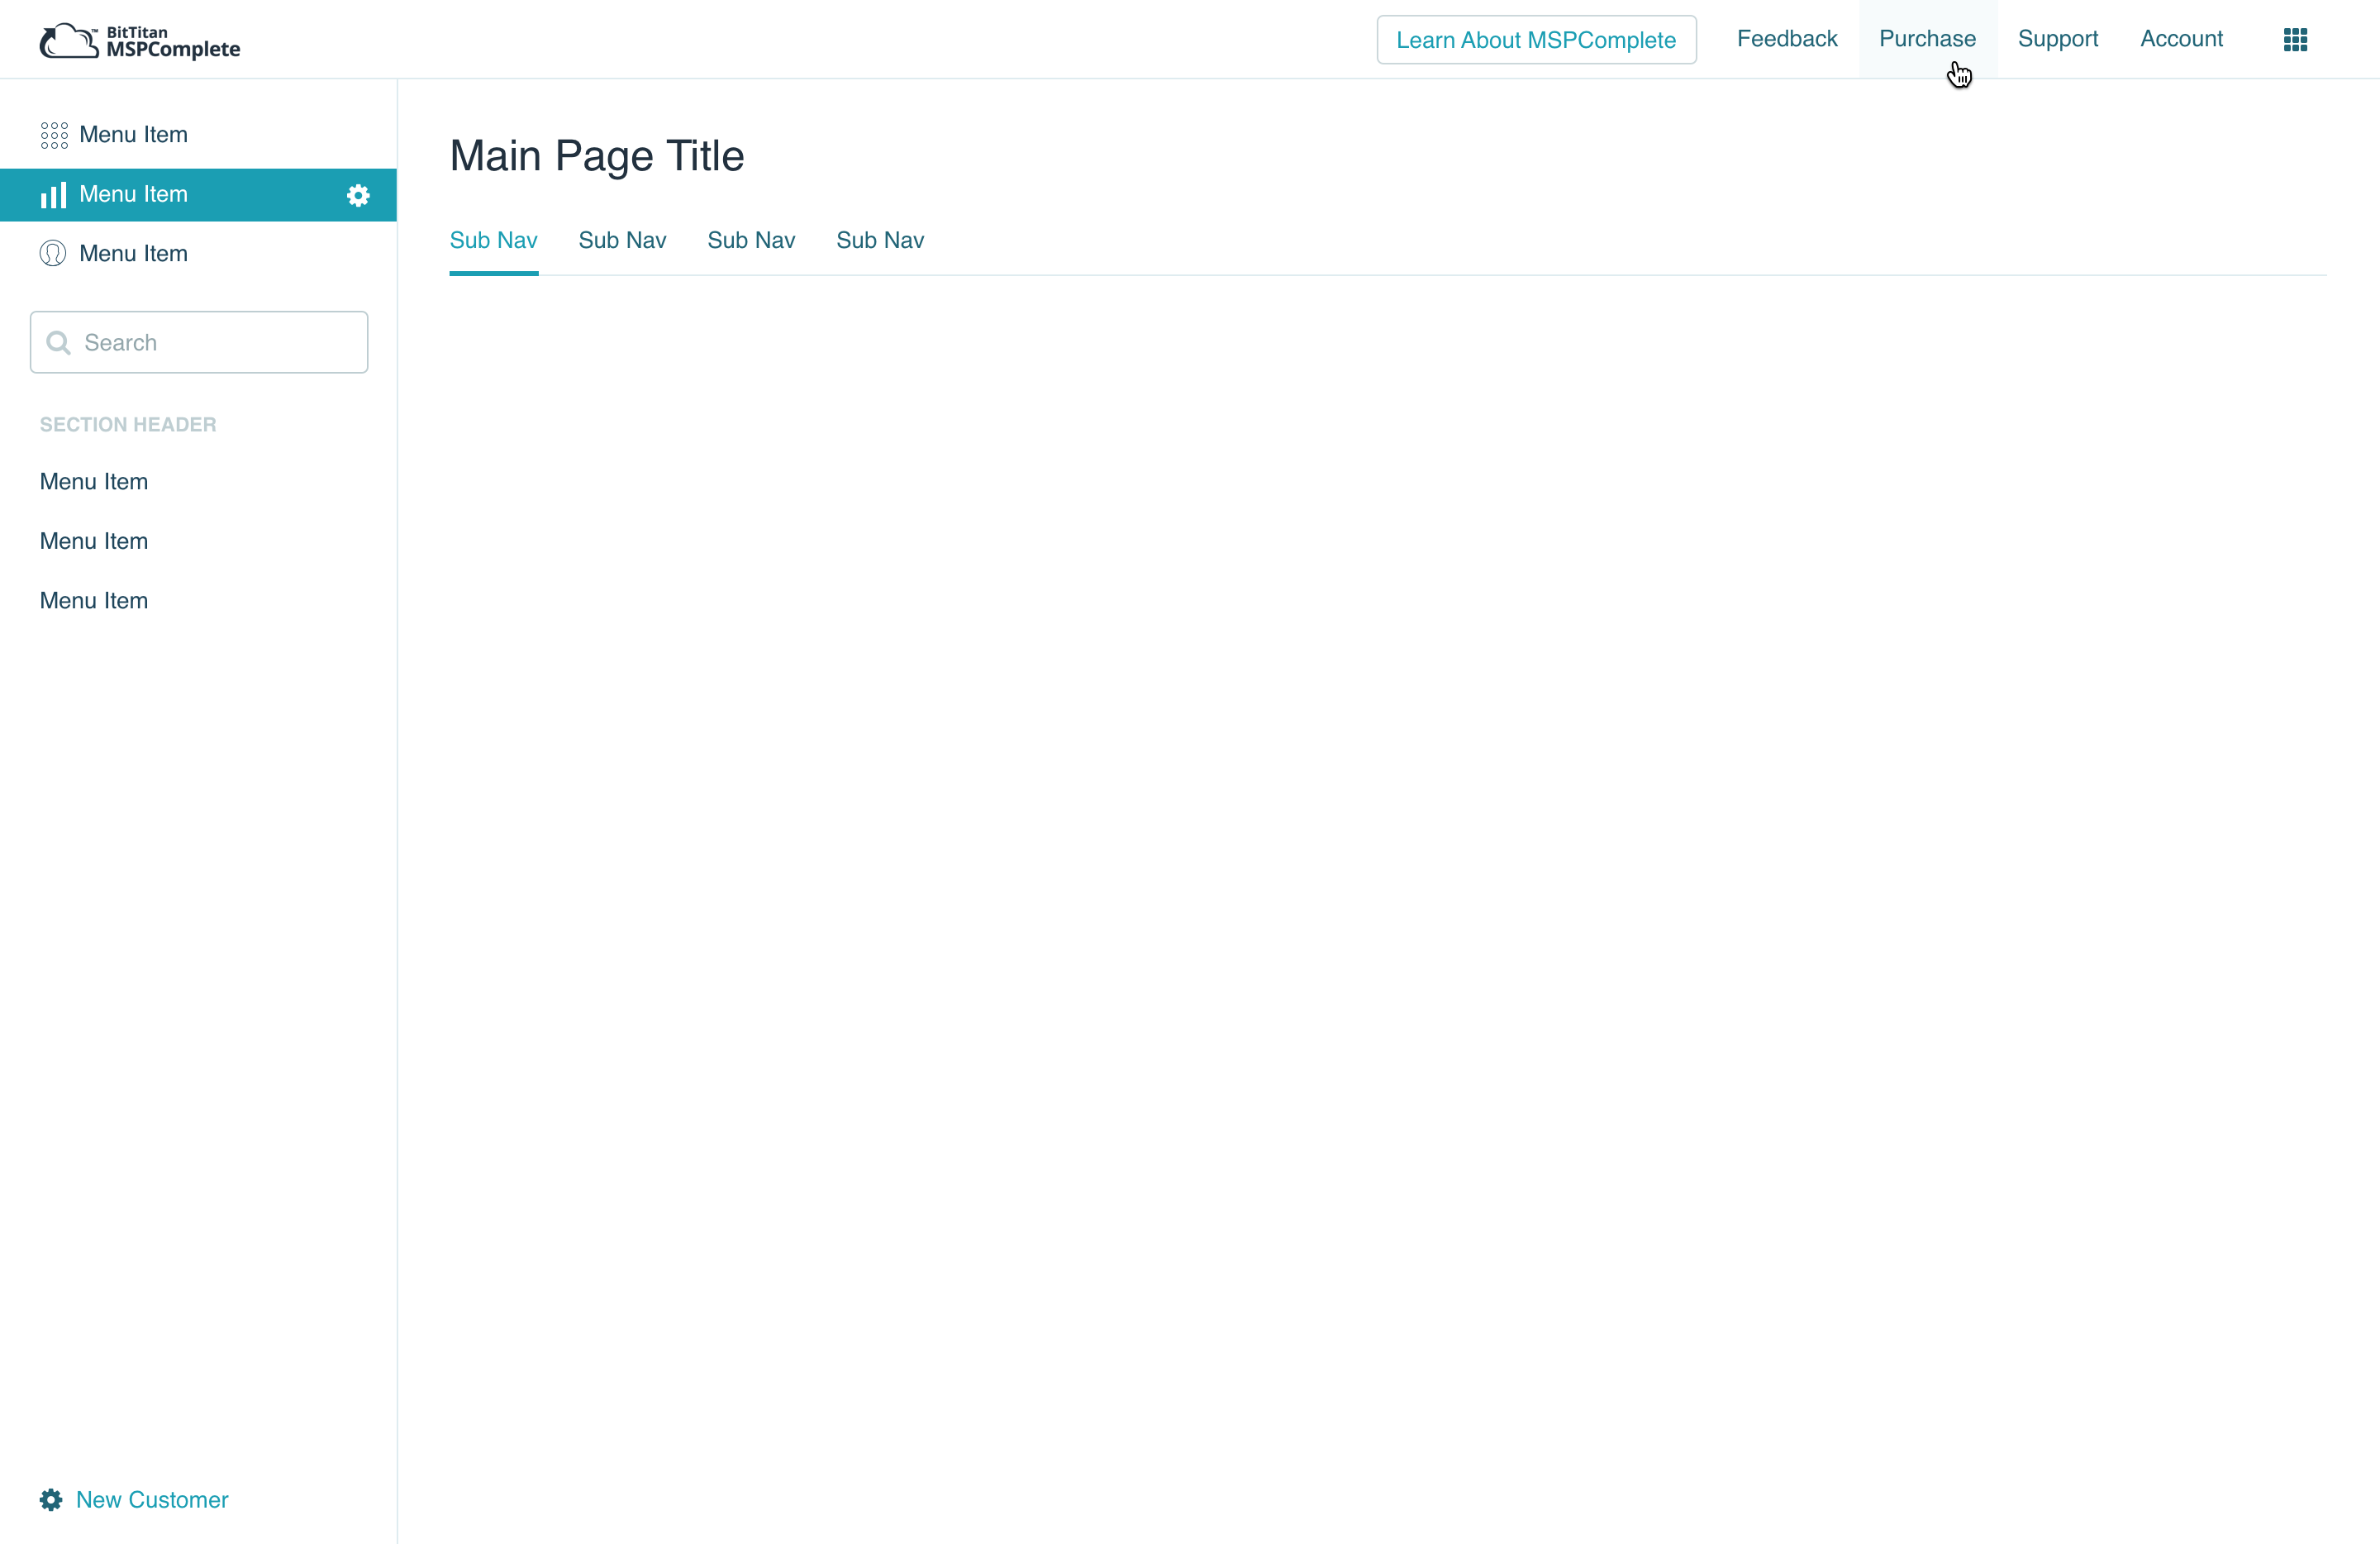 BitTitan
MSPComplete
Learn About MSPComplete
Feedback
Purchase
Support
Account
Menu Item
Menu Item
Menu Item
Search
SECTION HEADER
Menu Item
Menu Item
Menu Item
New Customer
Main Page Title
Sub Nav
Sub Nav
Sub Nav
Sub Nav